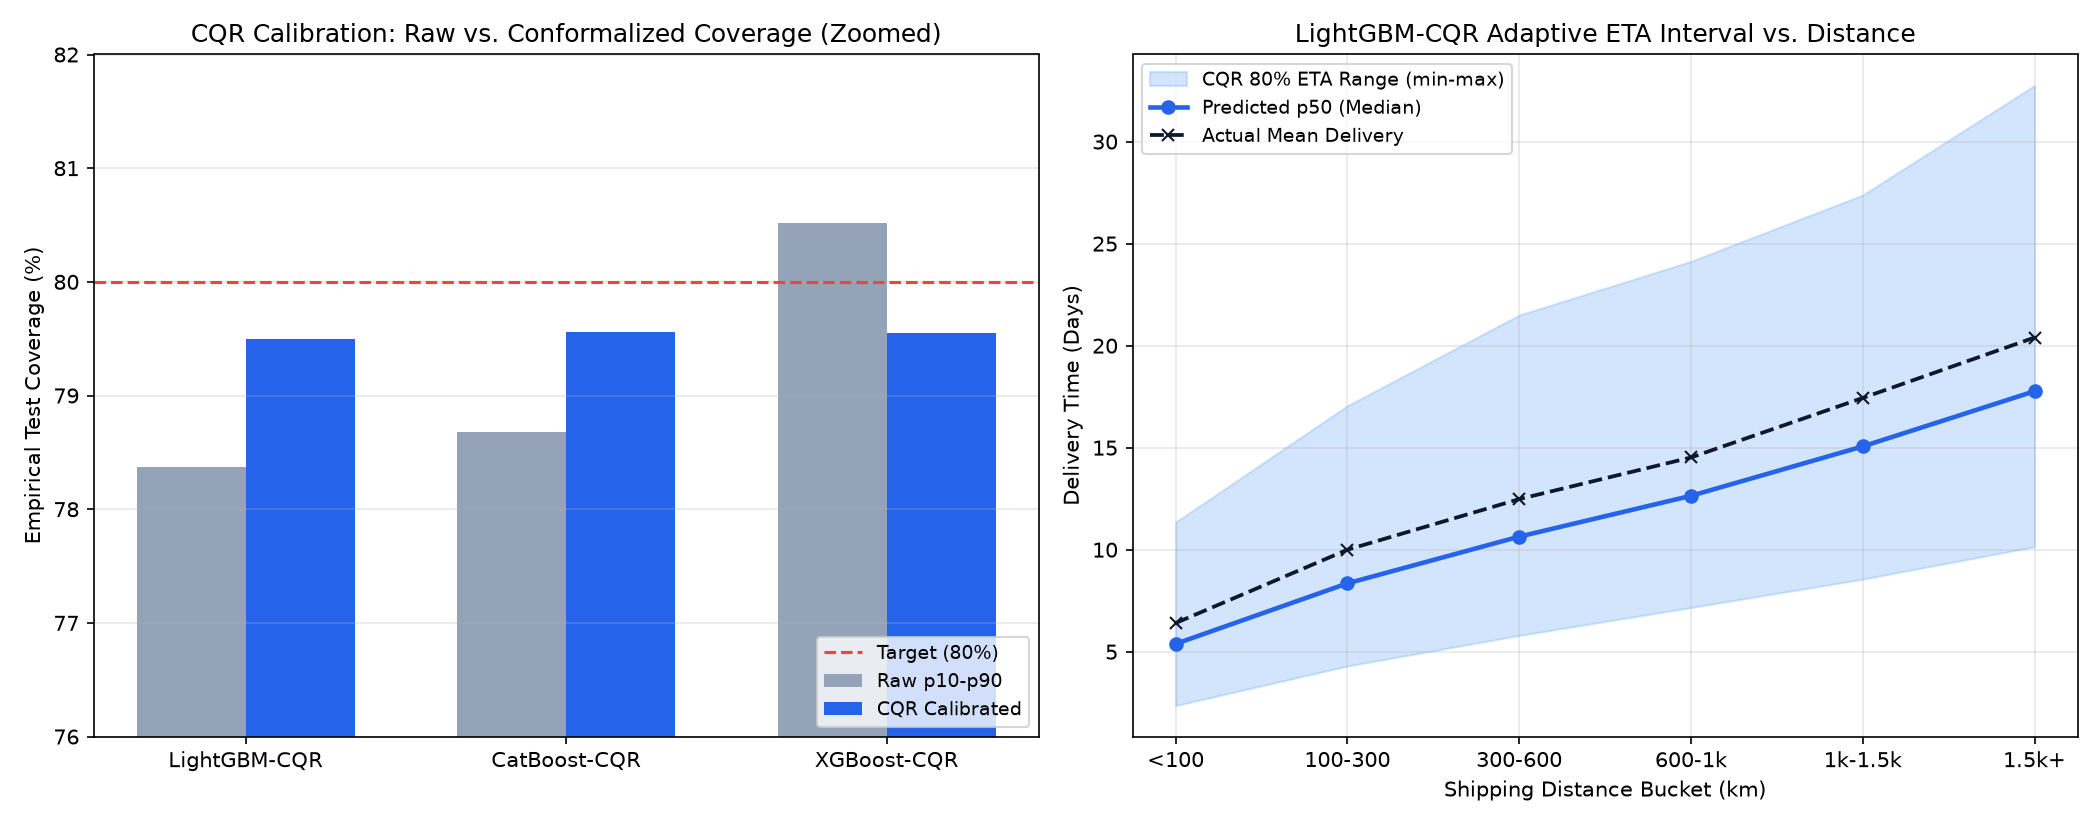 CQR Calibration: Raw vs. Conformalized Coverage (Zoomed)
Empirical Test Coverage (%)
82
81
80
79
78
77
76
Target (80%)
Raw p10-p90
CQR Calibrated
LightGBM-CQR
CatBoost-CQR
XGBoost-CQR
LightGBM-CQR Adaptive ETA Interval vs. Distance
CQR 80% ETA Range (min-max)
Predicted p50 (Median)
Actual Mean Delivery
Delivery Time (Days)
30
25
20
15
10
5
<100
100-300
300-600
600-1k
1k-1.5k
1.5k+
Shipping Distance Bucket (km)